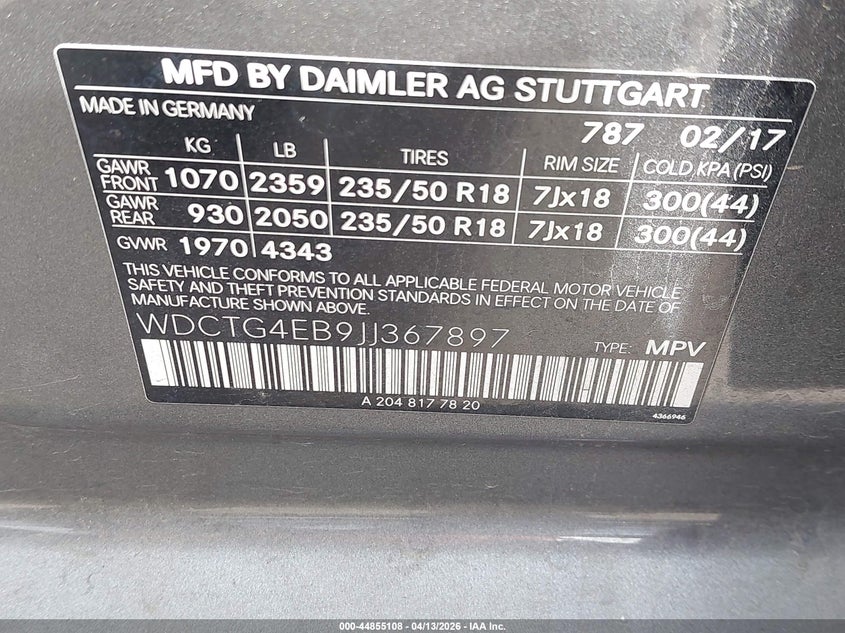 MFD BY DAIMLER AG STUTTGART
MADE IN GERMANY
787 02/17
KG LB TIRES RIM SIZE COLD KPA (PSI)
GAWR FRONT 1070 2359 235/50 R18 7Jx18 300(44)
GAWR REAR 930 2050 235/50 R18 7Jx18 300(44)
GVWR 1970 4343
THIS VEHICLE CONFORMS TO ALL APPLICABLE FEDERAL MOTOR VEHICLE
SAFETY AND THEFT PREVENTION STANDARDS IN EFFECT ON THE DATE OF
MANUFACTURE SHOWN ABOVE.
WDCTG4EB9JJ367897 TYPE: MPV
A 204 817 78 20
4366946
000-44855108 - 04/13/2026 - IAA Inc.